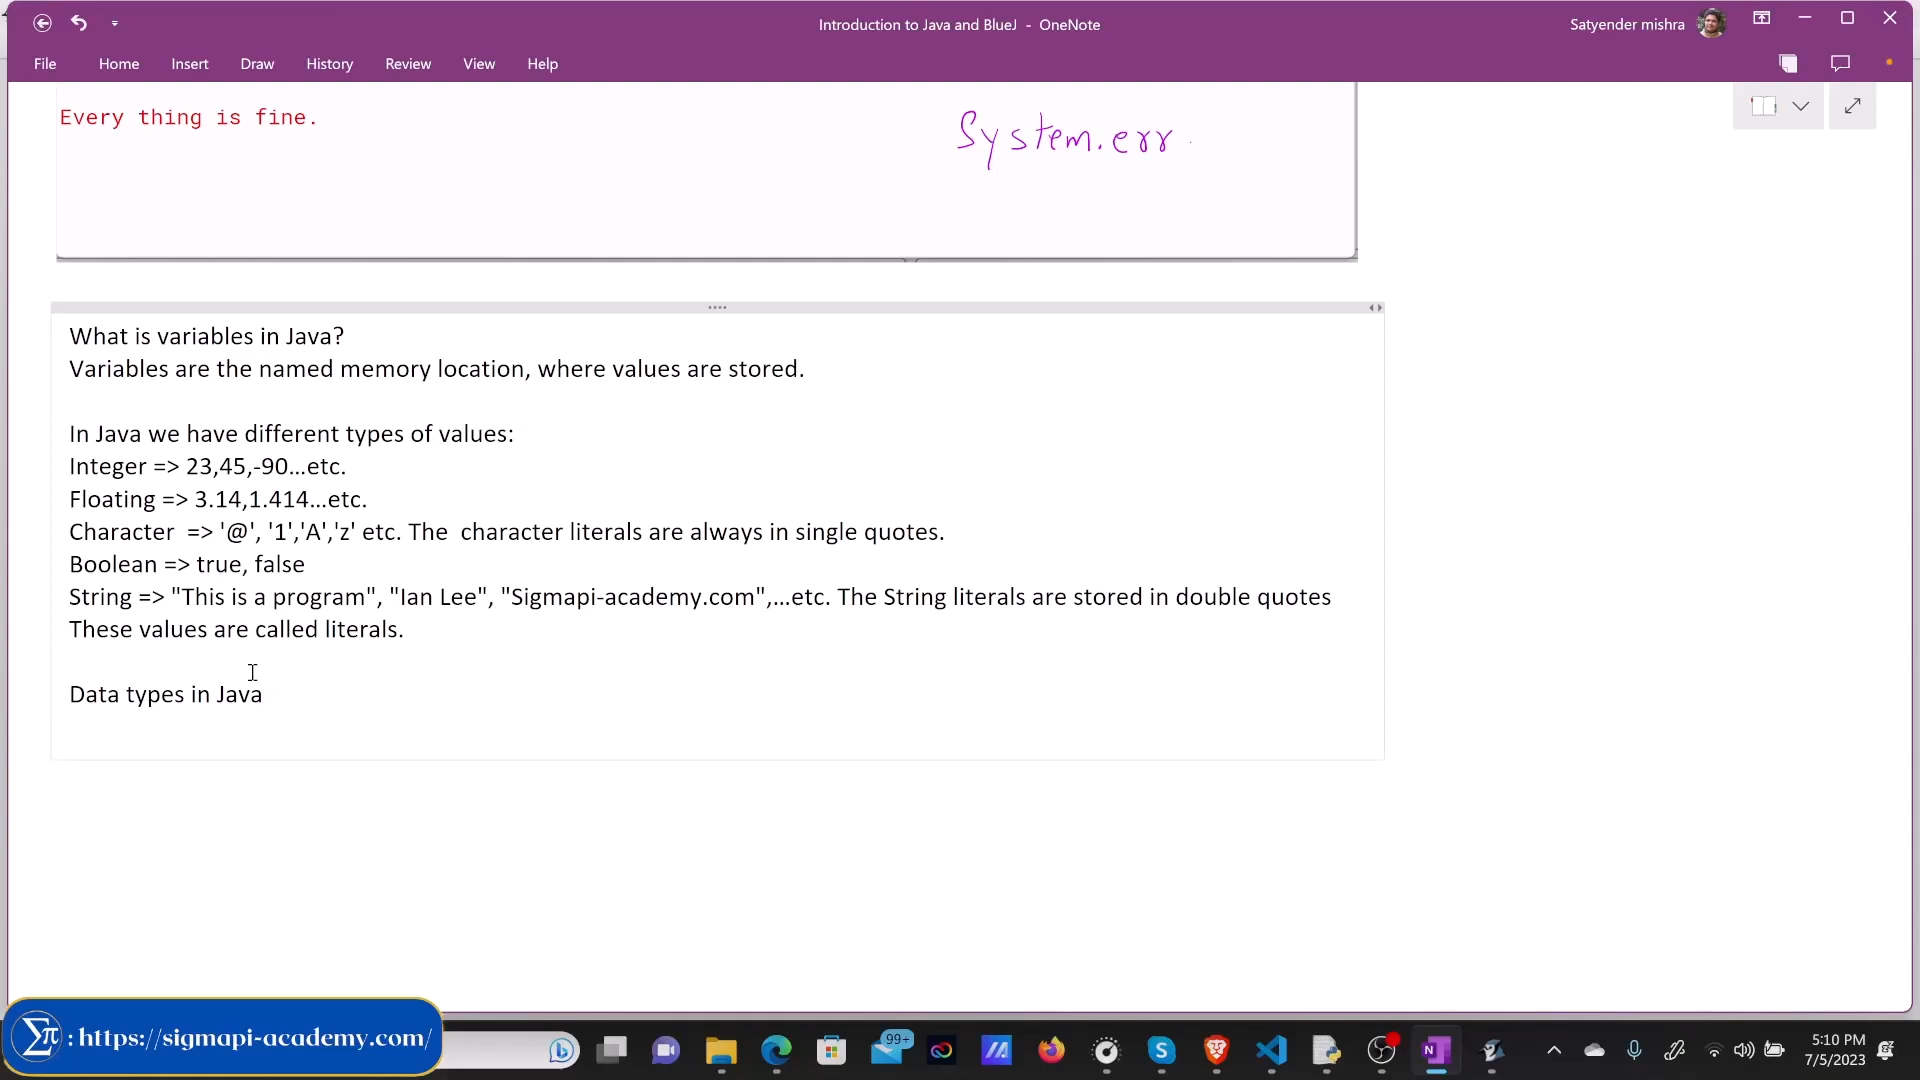 Introduction to Java and BlueJ - OneNote
Satyender mishra
File Home Insert Draw History Review View Help
Every thing is fine.
System.err
What is variables in Java?
Variables are the named memory location, where values are stored.
In Java we have different types of values:
Integer => 23,45,-90...etc.
Floating => 3.14,1.414...etc.
Character  => '@', '1','A','z' etc. The  character literals are always in single quotes.
Boolean => true, false
String => "This is a program", "Ian Lee", "Sigmapi-academy.com",...etc. The String literals are stored in double quotes
These values are called literals.
Data types in Java
Σπ : https://sigmapi-academy.com/
99+
N
S
5:10 PM
7/5/2023